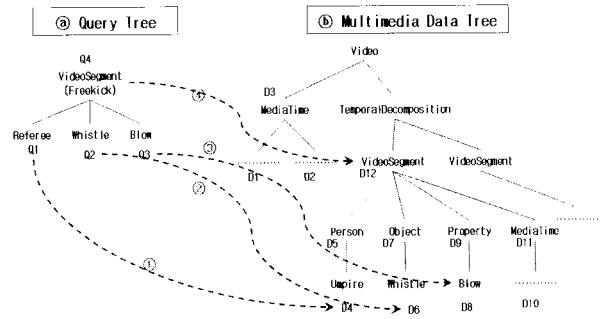 ⓐ Query Tree
ⓑ Multimedia Data Tree
Q4
VideoSegment
(Freekick)
Referee Whistle Blow
Q1 Q2 Q3
Video
D3
MediaTime TemporalDecomposition
D1 D2
VideoSegment VideoSegment
D12
Person Object Property MediaTime
D5 D7 D9 D11
Umpire Whistle Blow
D4 D6 D8 D10
④
③
②
①